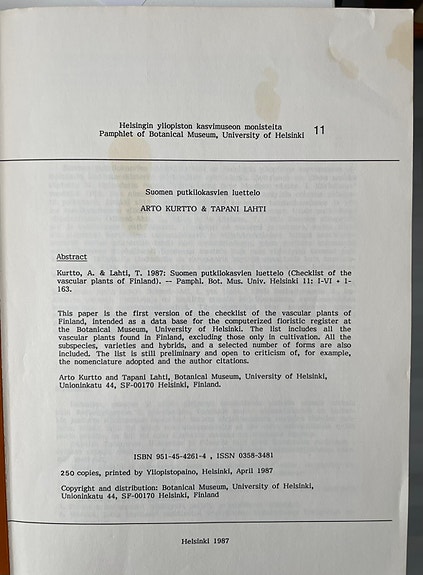 Helsingin yliopiston kasvimuseon monisteita
Pamphlet of Botanical Museum, University of Helsinki 11
Suomen putkilokasvien luettelo
ARTO KURTTO & TAPANI LAHTI
Abstract
Kurtto, A. & Lahti, T. 1987: Suomen putkilokasvien luettelo (Checklist of the
vascular plants of Finland). — Pamphl. Bot. Mus. Univ. Helsinki 11: I-VI + 1-
163.
This paper is the first version of the checklist of the vascular plants of
Finland, intended as a data base for the computerized floristic register at
the Botanical Museum, University of Helsinki. The list includes all the
vascular plants found in Finland, excluding those only in cultivation. All the
subspecies, varieties and hybrids, and a selected number of forms are also
included. The list is still preliminary and open to criticism of, for example,
the nomenclature adopted and the author citations.
Arto Kurtto and Tapani Lahti, Botanical Museum, University of Helsinki,
Unioninkatu 44, SF-00170 Helsinki, Finland.
ISBN 951-45-4261-4 , ISSN 0358-3481
250 copies, printed by Yliopistopaino, Helsinki, April 1987
Copyright and distribution: Botanical Museum, University of Helsinki,
Unioninkatu 44, SF-00170 Helsinki, Finland
Helsinki 1987